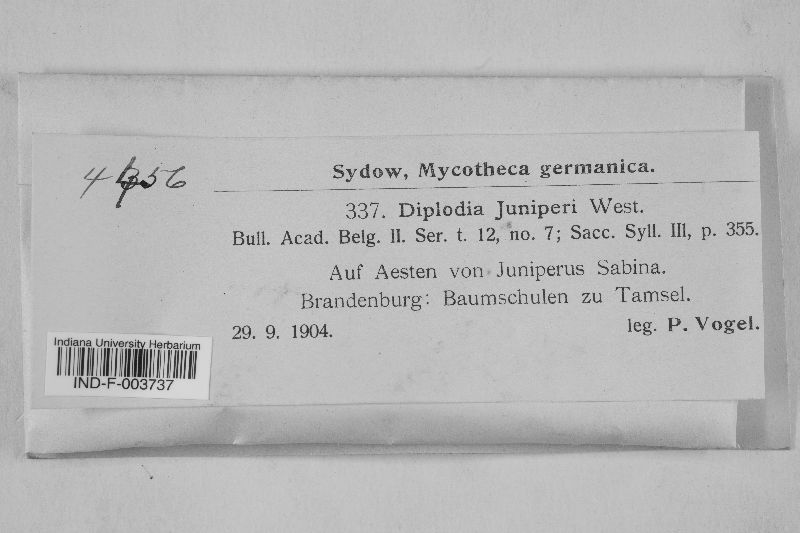 Sydow, Mycotheca germanica.
337. Diplodia Juniperi West.
Bull. Acad. Belg. II. Ser. t. 12, no. 7; Sacc. Syll. III, p. 355.
Auf Aesten von Juniperus Sabina.
Brandenburg: Baumschulen zu Tamsel.
29. 9. 1904. leg. P. Vogel.
Indiana University Herbarium
IND-F-003737